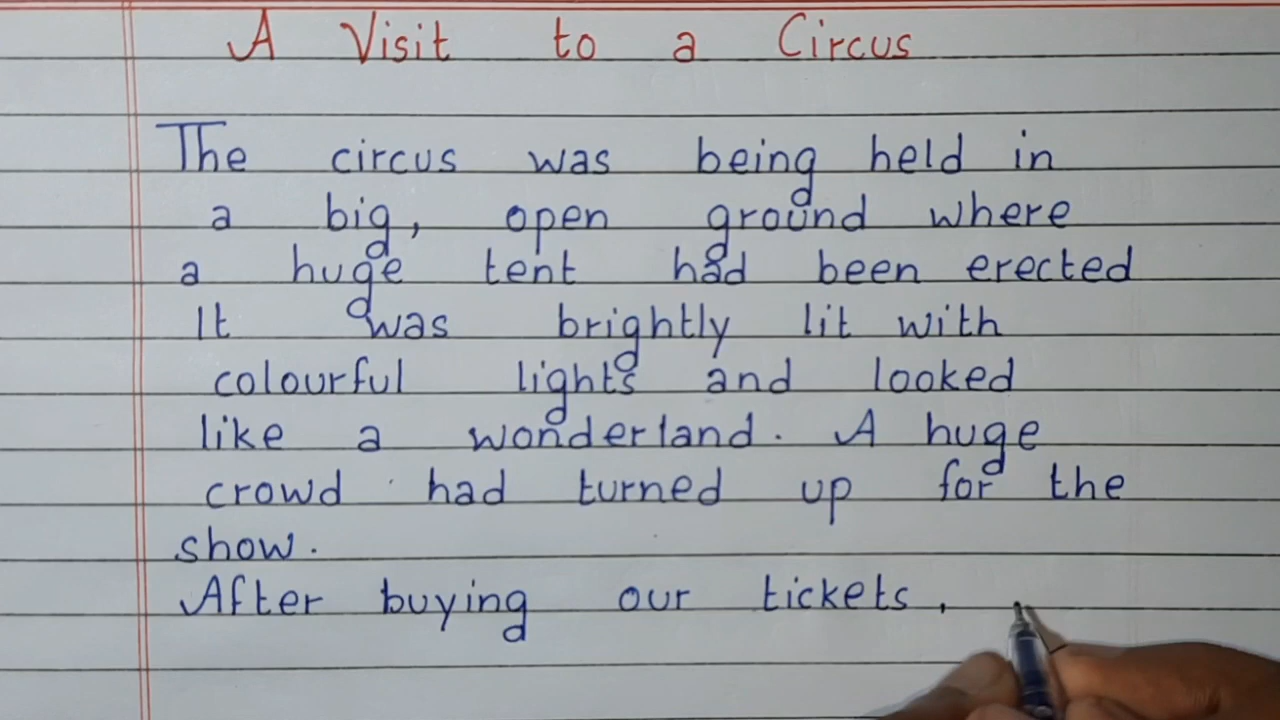 A Visit to a Circus
The circus was being held in
a big, open ground where
a huge tent had been erected
It was brightly lit with
colourful lights and looked
like a wonderland. A huge
crowd had turned up for the
show.
After buying our tickets,